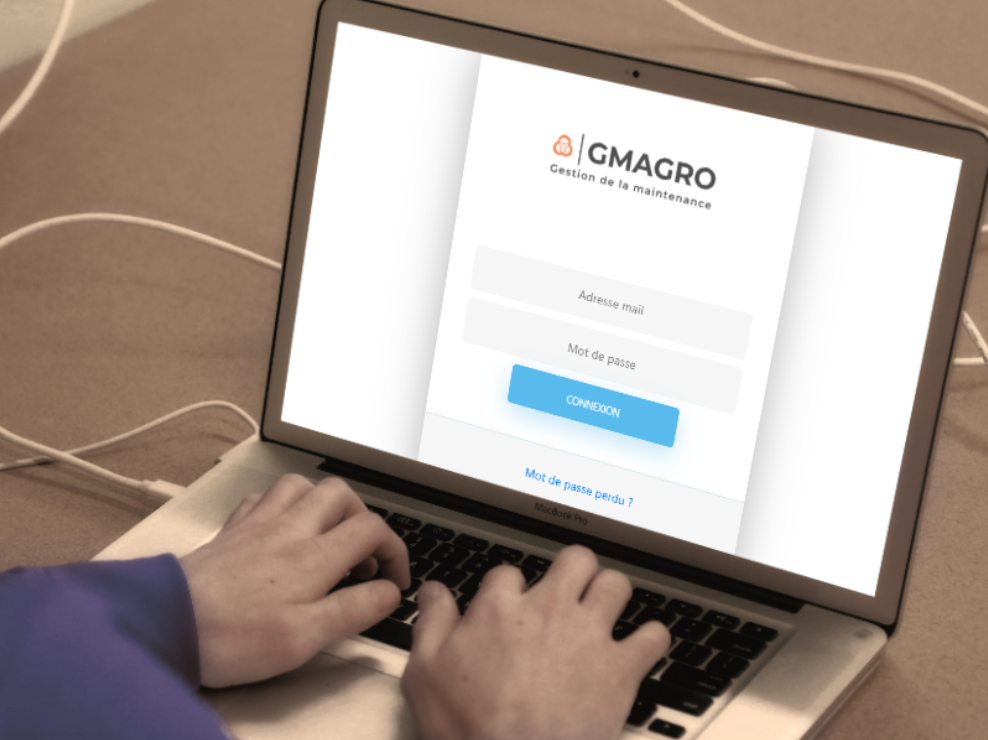 GMAGRO
Gestion de la maintenance
Adresse mail
Mot de passe
CONNEXION
Mot de passe perdu ?
MacBook Pro